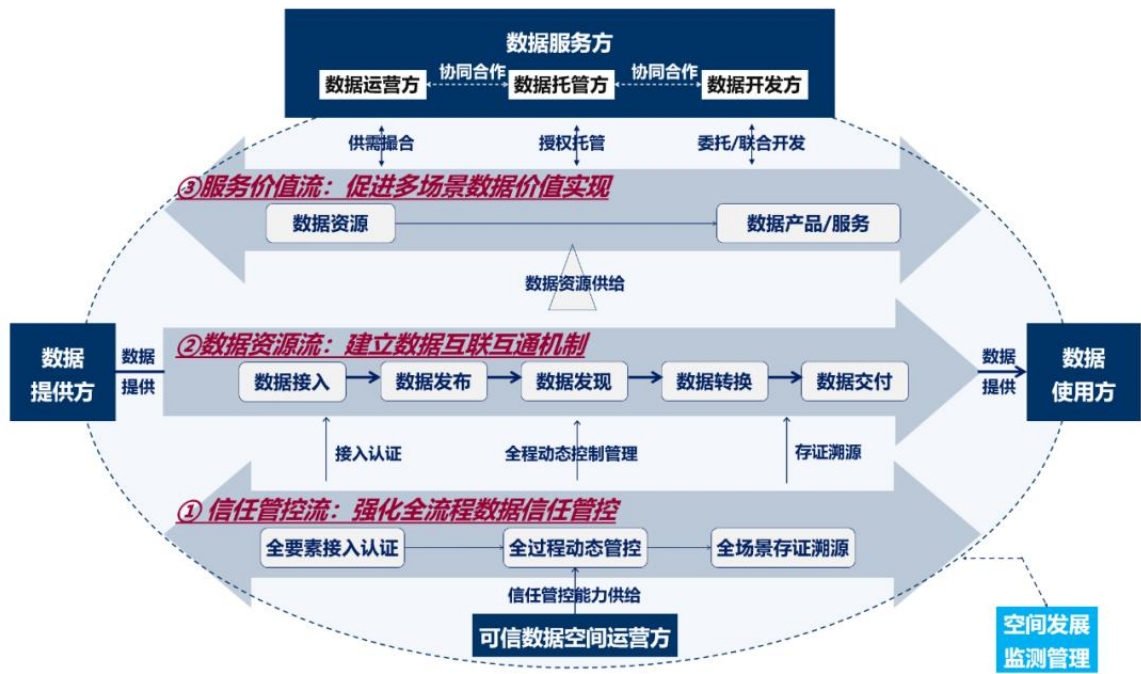 数据服务方
数据运营方 协同合作 数据托管方 协同合作 数据开发方
供需撮合 授权托管 委托/联合开发
③服务价值流：促进多场景数据价值实现
数据资源 数据产品/服务
数据资源供给
数据
提供方
数据
提供
②数据资源流：建立数据互联互通机制
数据接入 数据发布 数据发现 数据转换 数据交付
数据
提供
数据
使用方
接入认证 全程动态控制管理 存证溯源
① 信任管控流：强化全流程数据信任管控
全要素接入认证 全过程动态管控 全场景存证溯源
信任管控能力供给
可信数据空间运营方
空间发展
监测管理